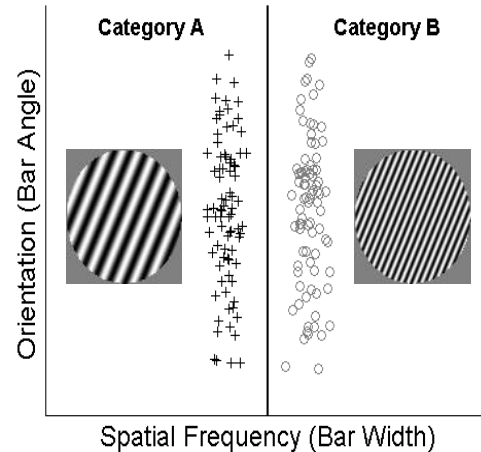 Category A
Category B
Orientation (Bar Angle)
Spatial Frequency (Bar Width)